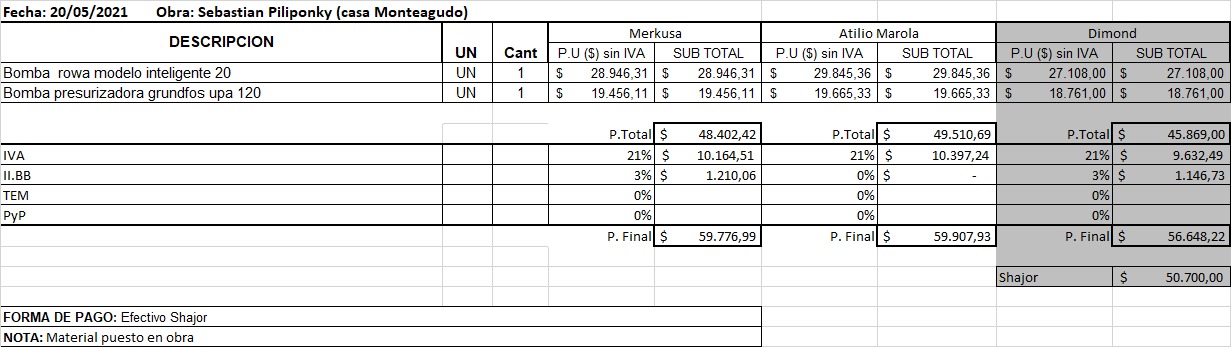 Fecha: 20/05/2021 Obra: Sebastian Piliponky (casa Monteagudo)
DESCRIPCION UN Cant Merkusa Atilio Marola Dimond
P.U ($) sin IVA SUB TOTAL P.U ($) sin IVA SUB TOTAL P.U ($) sin IVA SUB TOTAL
Bomba rowa modelo inteligente 20 UN 1 $ 28.946,31 $ 28.946,31 $ 29.845,36 $ 29.845,36 $ 27.108,00 $ 27.108,00
Bomba presurizadora grundfos upa 120 UN 1 $ 19.456,11 $ 19.456,11 $ 19.665,33 $ 19.665,33 $ 18.761,00 $ 18.761,00
P.Total $ 48.402,42 P.Total $ 49.510,69 P.Total $ 45.869,00
IVA 21% $ 10.164,51 21% $ 10.397,24 21% $ 9.632,49
II.BB 3% $ 1.210,06 0% $ - 3% $ 1.146,73
TEM 0% 0% 0%
PyP 0% 0% 0%
P. Final $ 59.776,99 P. Final $ 59.907,93 P. Final $ 56.648,22
Shajor $ 50.700,00
FORMA DE PAGO: Efectivo Shajor
NOTA: Material puesto en obra